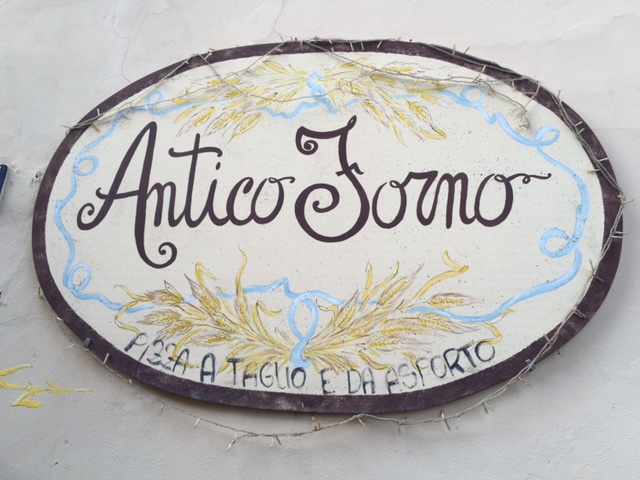 Antico Forno
PIZZA A TAGLIO E DA ASPORTO